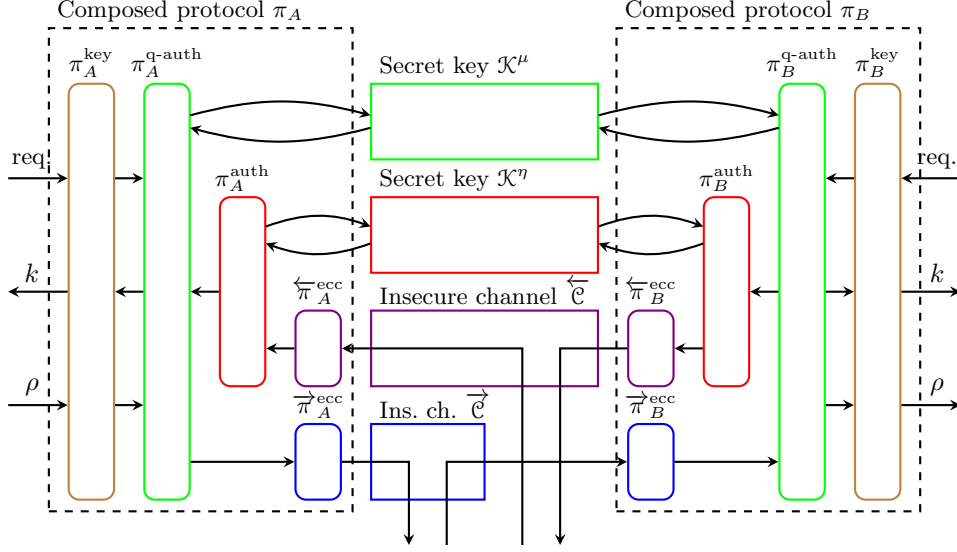 Composed protocol π_A
Composed protocol π_B
π_A^key
π_A^q-auth
Secret key 𝒦^μ
π_B^q-auth
π_B^key
req.
req.
π_A^auth
Secret key 𝒦^η
π_B^auth
k
k
π⃖_A^ecc
Insecure channel 𝒞⃖
π⃖_B^ecc
ρ
ρ
π⃗_A^ecc
Ins. ch. 𝒞⃗
π⃗_B^ecc